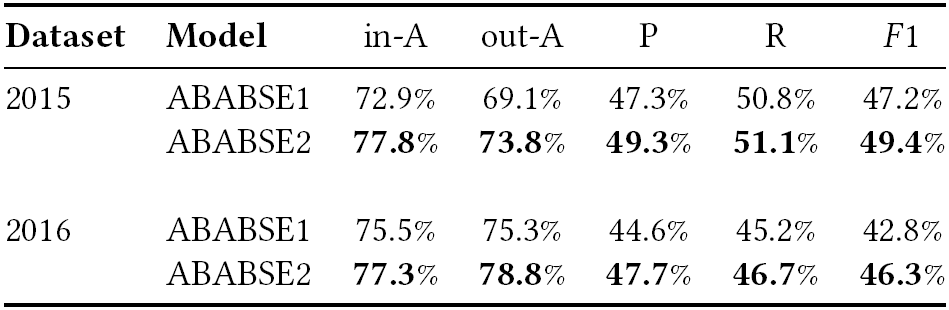 Dataset Model in-A out-A P R F1
2015 ABABSE1 72.9% 69.1% 47.3% 50.8% 47.2%
ABABSE2 77.8% 73.8% 49.3% 51.1% 49.4%
2016 ABABSE1 75.5% 75.3% 44.6% 45.2% 42.8%
ABABSE2 77.3% 78.8% 47.7% 46.7% 46.3%